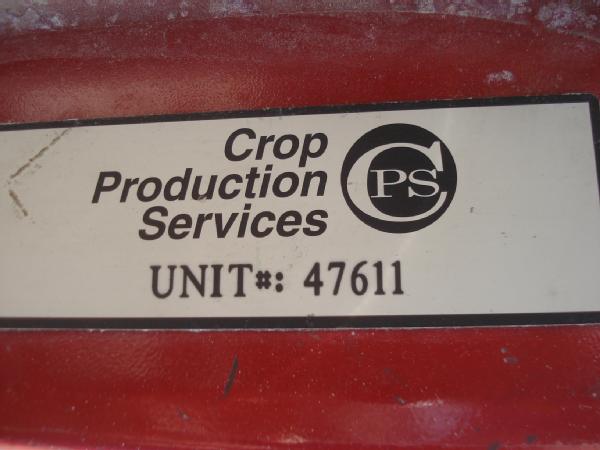 Crop
Production
Services
CPS
UNIT#: 47611